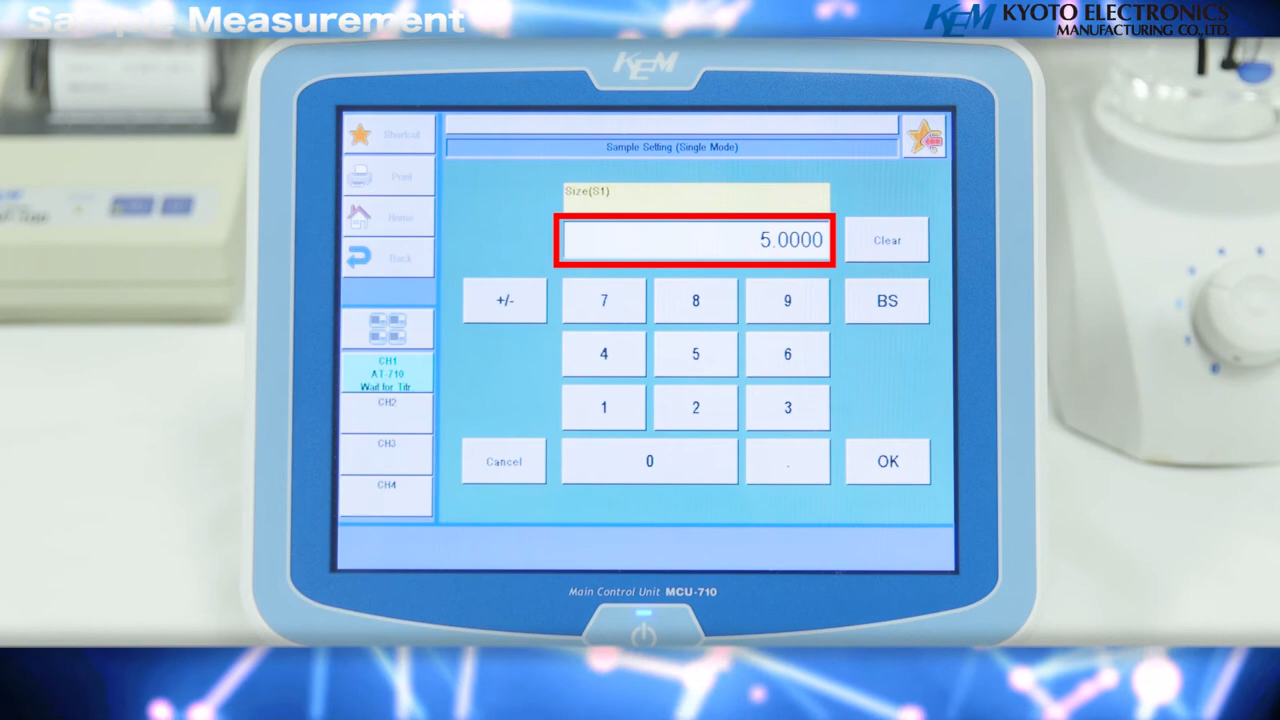 Sample Measurement
KEM KYOTO ELECTRONICS
MANUFACTURING CO., LTD.
KEM
Shortcut
Print
Home
Back
CH1
AT-710
Wait for Titr
CH2
CH3
CH4
Sample Setting (Single Mode)
Size(S1)
5.0000
Clear
+/-
7
8
9
BS
4
5
6
1
2
3
Cancel
0
.
OK
Main Control Unit MCU-710